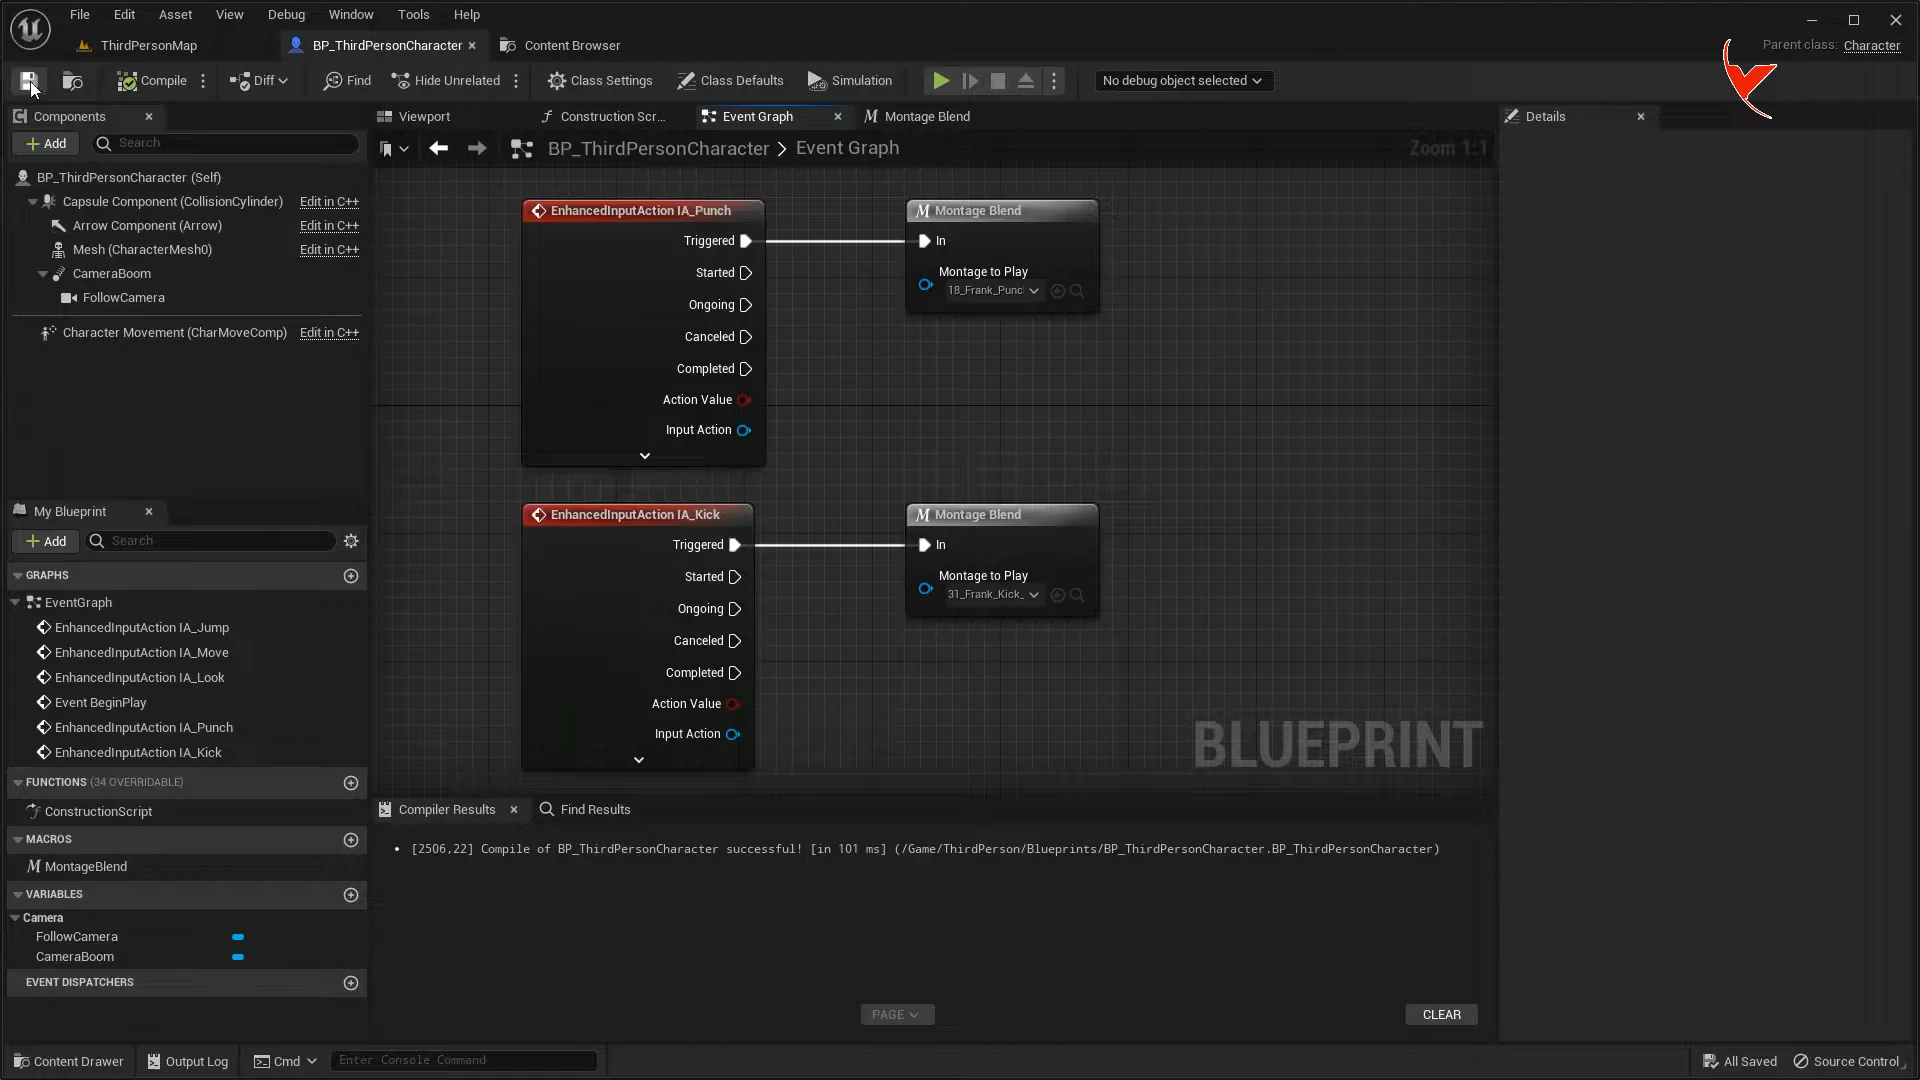 File Edit Asset View Debug Window Tools Help
ThirdPersonMap BP_ThirdPersonCharacter Content Browser
Parent class: Character
Compile Diff Find Hide Unrelated Class Settings Class Defaults Simulation No debug object selected
Components
Add Search
BP_ThirdPersonCharacter (Self)
Capsule Component (CollisionCylinder) Edit in C++
Arrow Component (Arrow) Edit in C++
Mesh (CharacterMesh0) Edit in C++
CameraBoom
FollowCamera
Character Movement (CharMoveComp) Edit in C++
My Blueprint
Add Search
GRAPHS
EventGraph
EnhancedInputAction IA_Jump
EnhancedInputAction IA_Move
EnhancedInputAction IA_Look
Event BeginPlay
EnhancedInputAction IA_Punch
EnhancedInputAction IA_Kick
FUNCTIONS (34 OVERRIDABLE)
ConstructionScript
MACROS
MontageBlend
VARIABLES
Camera
FollowCamera
CameraBoom
EVENT DISPATCHERS
Viewport Construction Scr... Event Graph Montage Blend
BP_ThirdPersonCharacter > Event Graph
Zoom 1:1
EnhancedInputAction IA_Punch
Triggered
Started
Ongoing
Canceled
Completed
Action Value
Input Action
Montage Blend
In
Montage to Play
18_Frank_Punc
EnhancedInputAction IA_Kick
Triggered
Started
Ongoing
Canceled
Completed
Action Value
Input Action
Montage Blend
In
Montage to Play
31_Frank_Kick_
BLUEPRINT
Compiler Results Find Results
• [2506,22] Compile of BP_ThirdPersonCharacter successful! [in 101 ms] (/Game/ThirdPerson/Blueprints/BP_ThirdPersonCharacter.BP_ThirdPersonCharacter)
PAGE
CLEAR
Details
Content Drawer Output Log Cmd Enter Console Command
All Saved Source Control